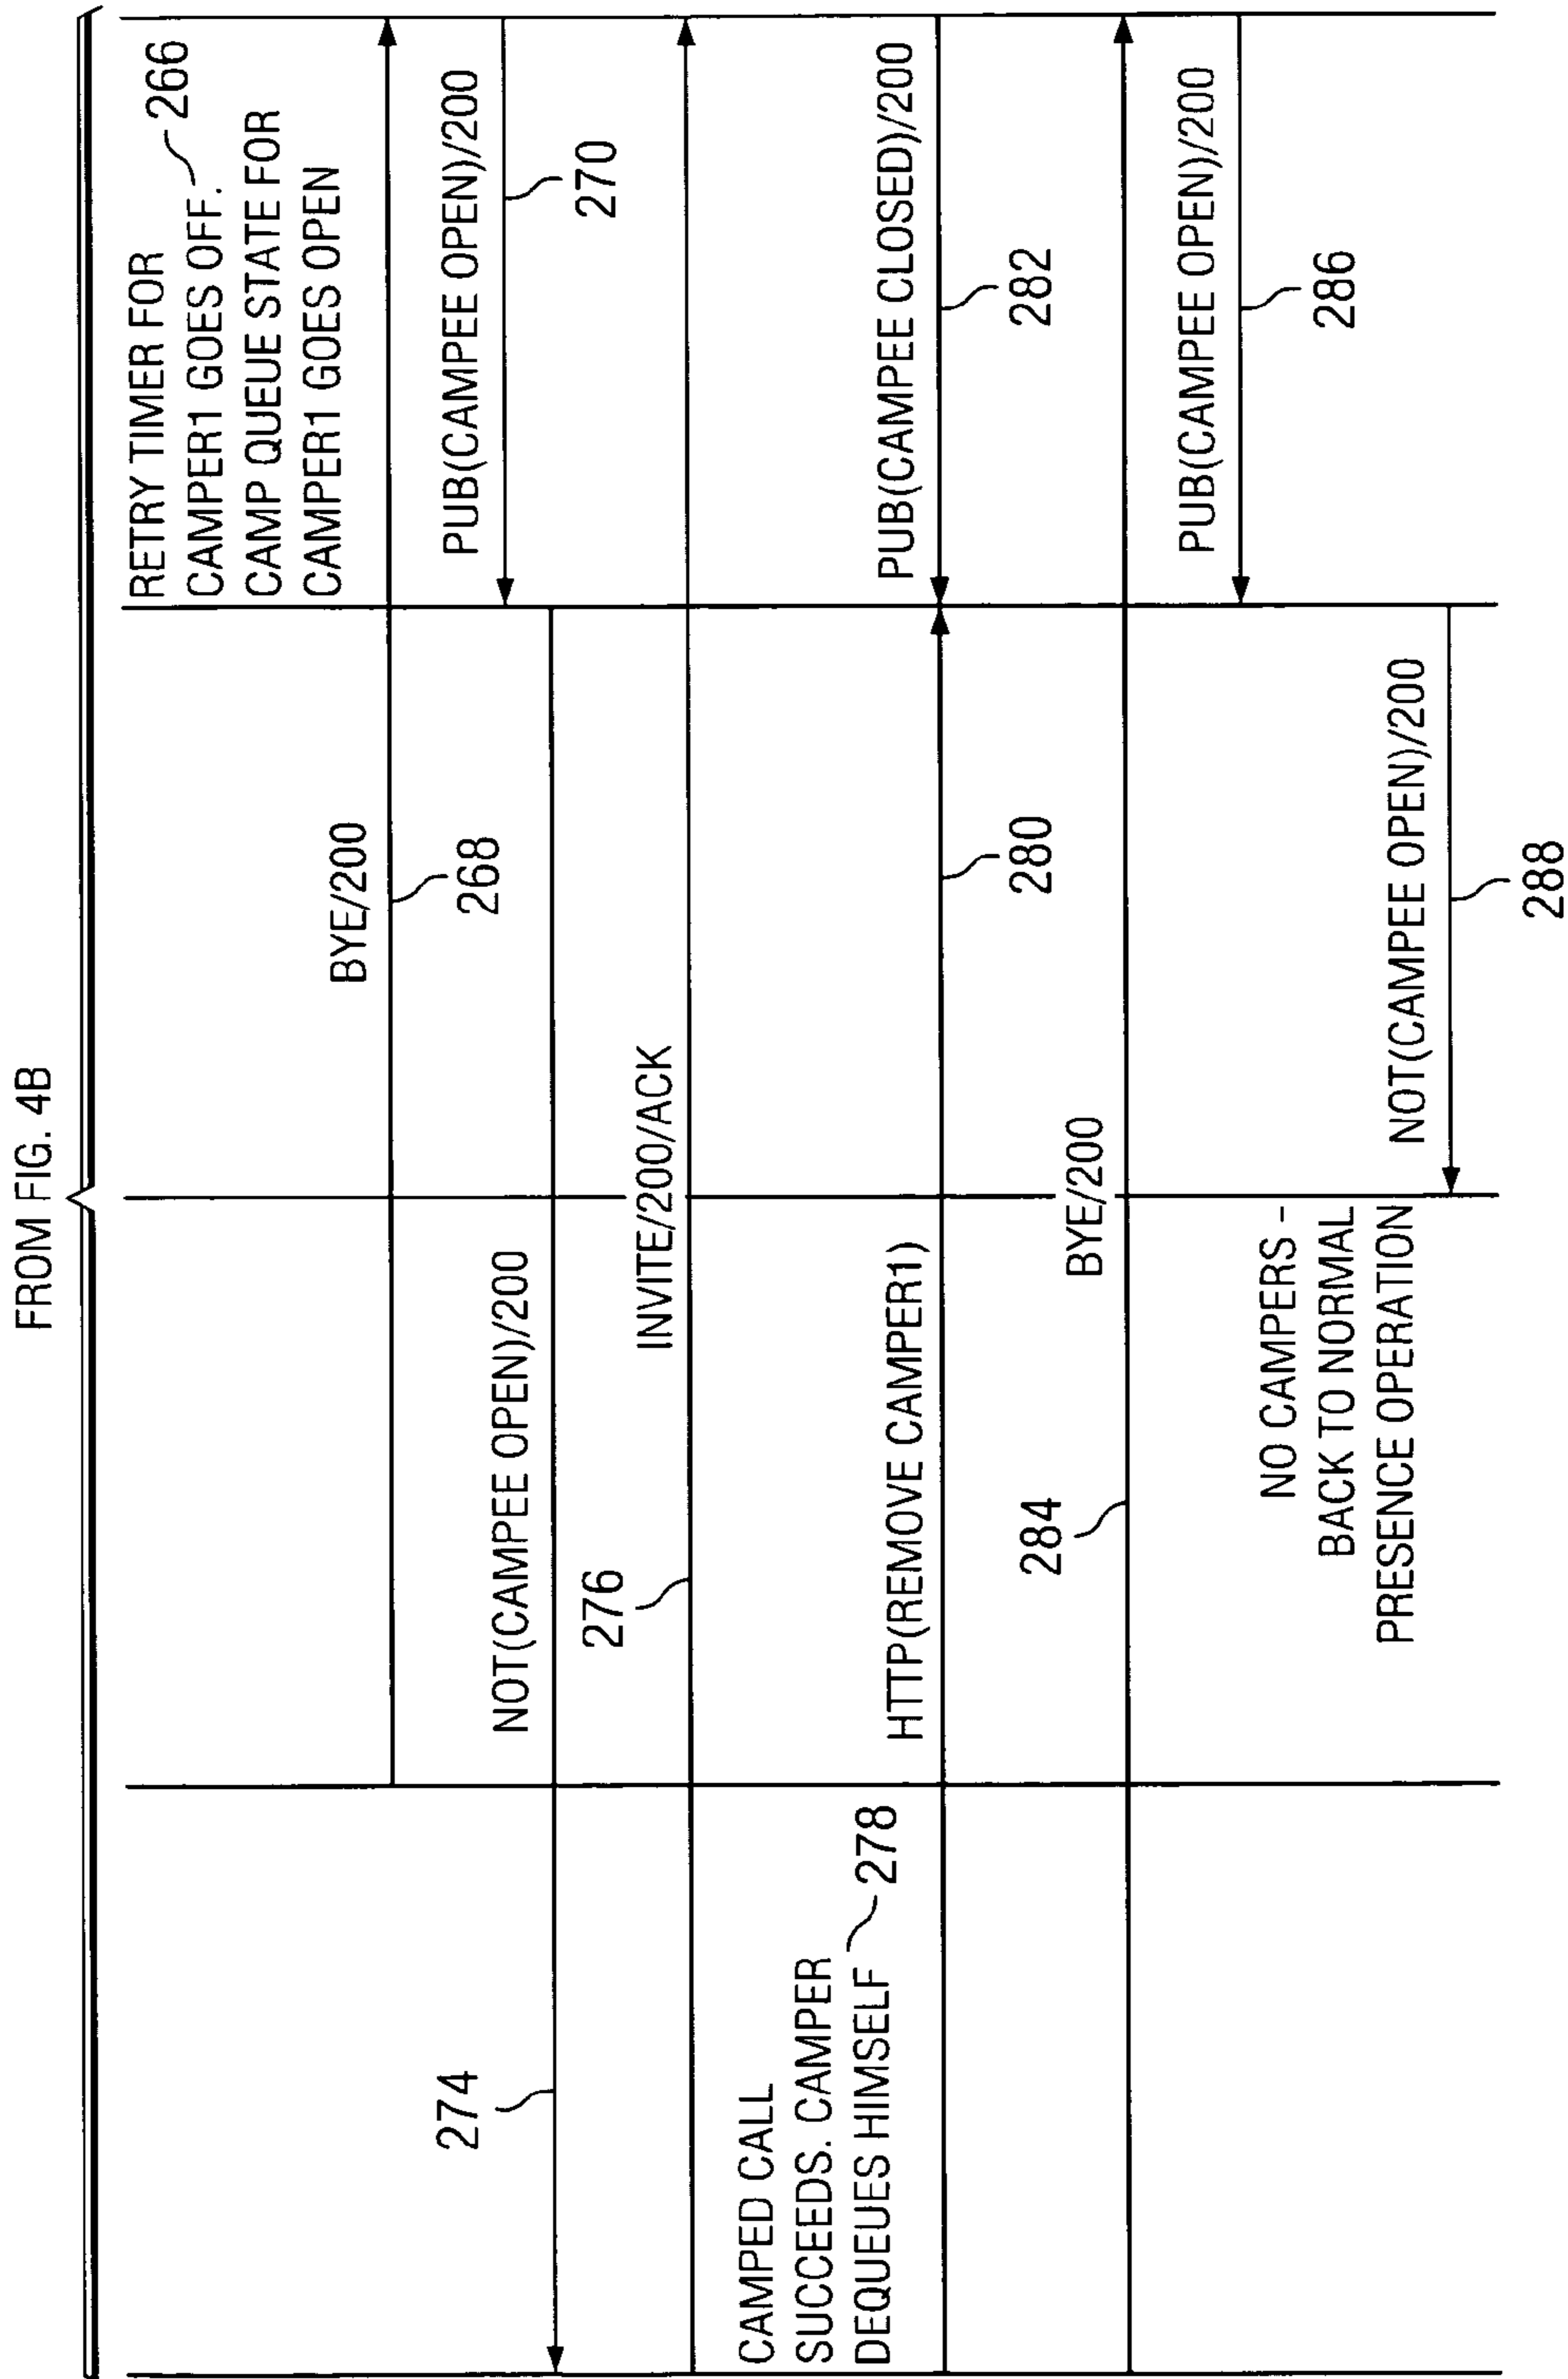 FROM FIG. 4B
RETRY TIMER FOR
CAMPER1 GOES OFF.
CAMP QUEUE STATE FOR
CAMPER1 GOES OPEN
266
BYE/200
268
PUB(CAMPEE OPEN)/200
270
NOT(CAMPEE OPEN)/200
274
INVITE/200/ACK
276
CAMPED CALL
SUCCEEDS. CAMPER
DEQUEUES HIMSELF
278
HTTP(REMOVE CAMPER1)
280
PUB(CAMPEE CLOSED)/200
282
BYE/200
284
PUB(CAMPEE OPEN)/200
286
NO CAMPERS –
BACK TO NORMAL
PRESENCE OPERATION
NOT(CAMPEE OPEN)/200
288